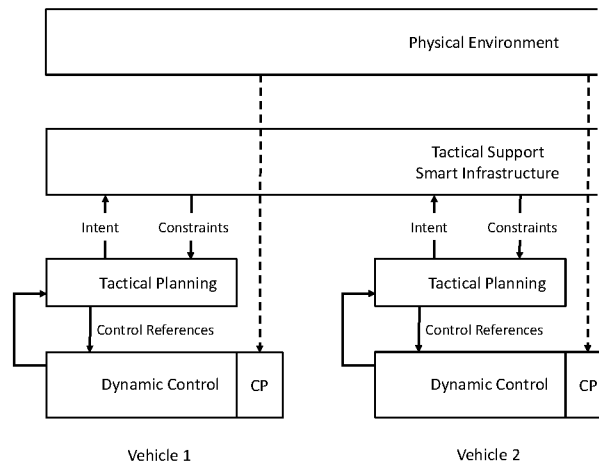 Physical Environment
Tactical Support
Smart Infrastructure
Intent
Constraints
Intent
Constraints
Tactical Planning
Tactical Planning
Control References
Control References
Dynamic Control
CP
Dynamic Control
CP
Vehicle 1
Vehicle 2